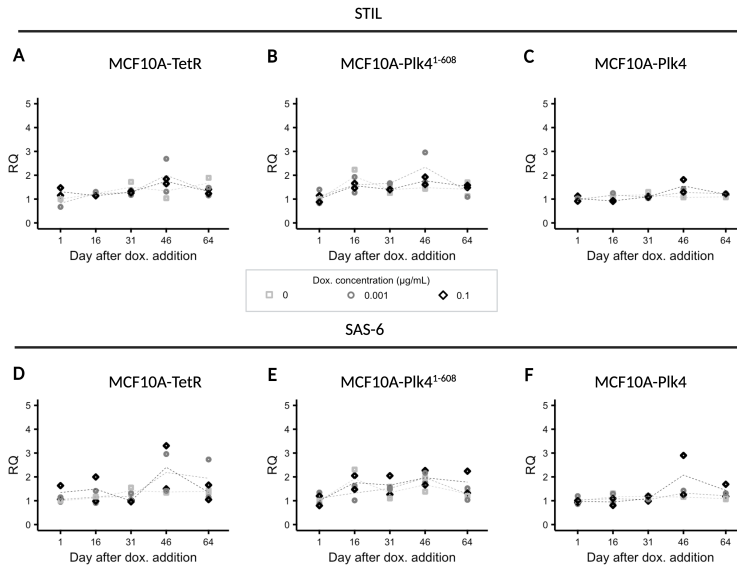 STIL
A MCF10A-TetR
B MCF10A-Plk4¹⁻⁶⁰⁸
C MCF10A-Plk4
RQ
5
4
3
2
1
0
1 16 31 46 64
Day after dox. addition
RQ
5
4
3
2
1
0
1 16 31 46 64
Day after dox. addition
RQ
5
4
3
2
1
0
1 16 31 46 64
Day after dox. addition
Dox. concentration (µg/mL)
0 0.001 0.1
SAS-6
D MCF10A-TetR
E MCF10A-Plk4¹⁻⁶⁰⁸
F MCF10A-Plk4
RQ
5
4
3
2
1
0
1 16 31 46 64
Day after dox. addition
RQ
5
4
3
2
1
0
1 16 31 46 64
Day after dox. addition
RQ
5
4
3
2
1
0
1 16 31 46 64
Day after dox. addition